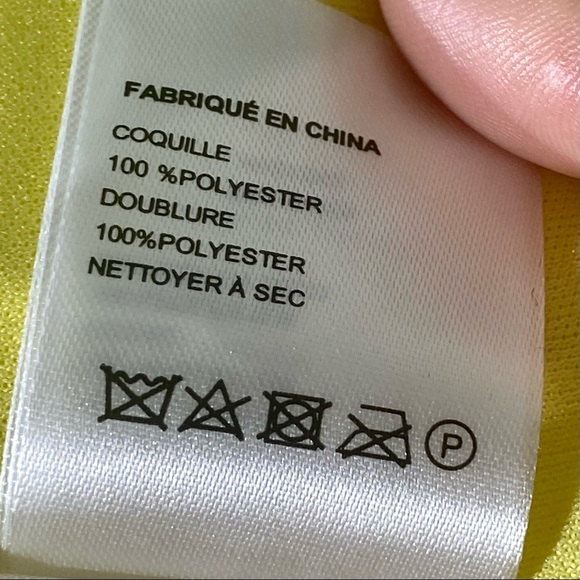 FABRIQUÉ EN CHINA
COQUILLE
100 %POLYESTER
DOUBLURE
100%POLYESTER
NETTOYER À SEC
P